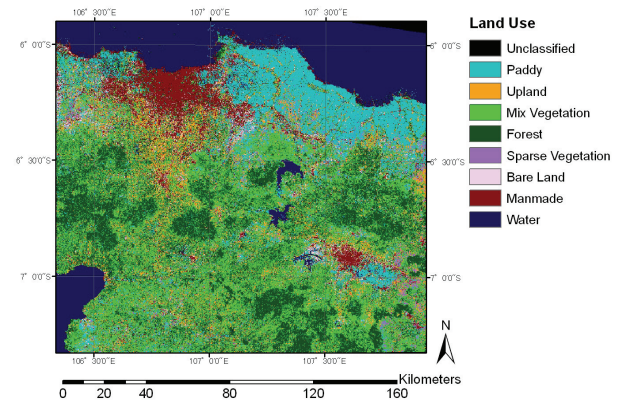 106° 30'0"E 107° 0'0"E 107° 30'0"E
Land Use
6° 0'0"S 6° 0'0"S
Unclassified
Paddy
Upland
Mix Vegetation
Forest
6° 30'0"S 6° 30'0"S
Sparse Vegetation
Bare Land
Manmade
Water
7° 0'0"S 7° 0'0"S
N
106° 30'0"E 107° 0'0"E 107° 30'0"E
Kilometers
0 20 40 80 120 160